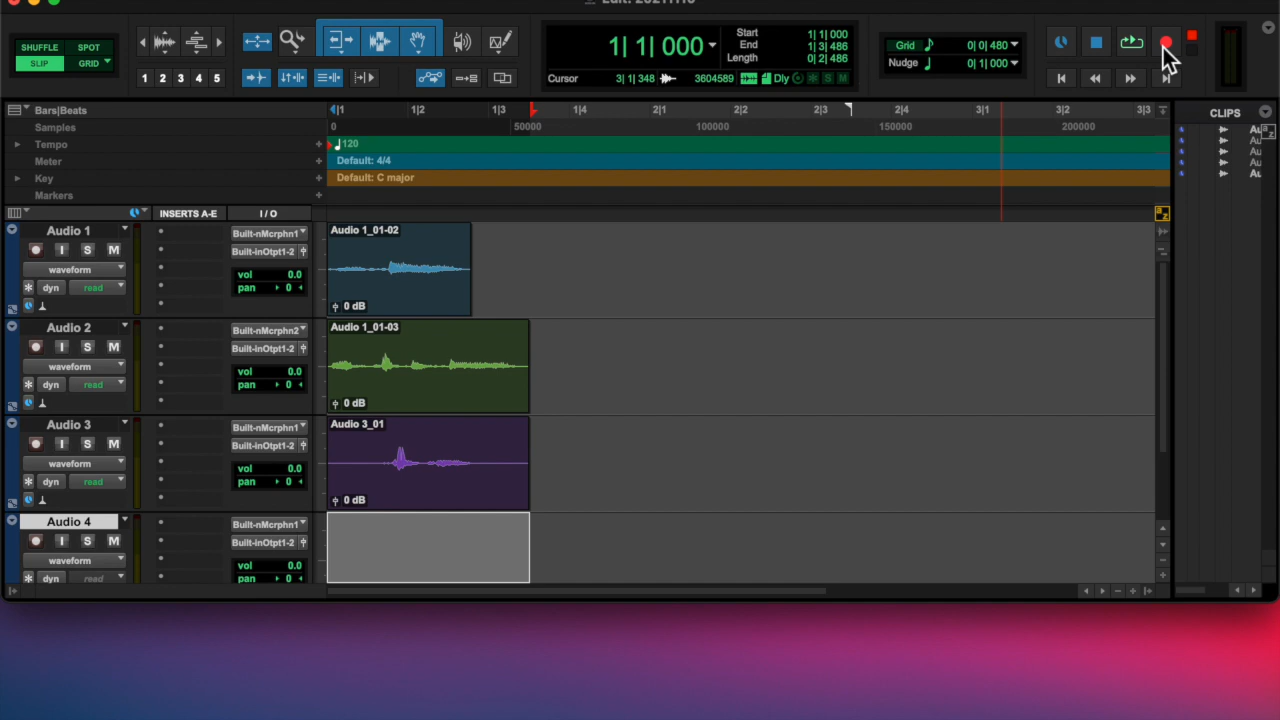 SHUFFLE SPOT
SLIP GRID
1 2 3 4 5
1| 1| 000
Start 1| 1| 000
End 1| 3| 486
Length 0| 2| 486
Cursor 3| 1| 348 3604589 Dly S M
Grid 0| 0| 480
Nudge 0| 1| 000
Bars|Beats
1 1|2 1|3 1|4 2|1 2|2 2|3 2|4 3|1 3|2 3|3
Samples
0 50000 100000 150000 200000
Tempo
120
Meter
Default: 4/4
Key
Default: C major
Markers
CLIPS
INSERTS A-E I / O
Audio 1
I S M
waveform
dyn read
Built-nMcrphn1
Built-inOtpt1-2
vol 0.0
pan 0
Audio 1_01-02
0 dB
Audio 2
I S M
waveform
dyn read
Built-nMcrphn2
Built-inOtpt1-2
vol 0.0
pan 0
Audio 1_01-03
0 dB
Audio 3
I S M
waveform
dyn read
Built-nMcrphn1
Built-inOtpt1-2
vol 0.0
pan 0
Audio 3_01
0 dB
Audio 4
I S M
waveform
dyn read
Built-nMcrphn1
Built-inOtpt1-2
vol 0.0
pan 0